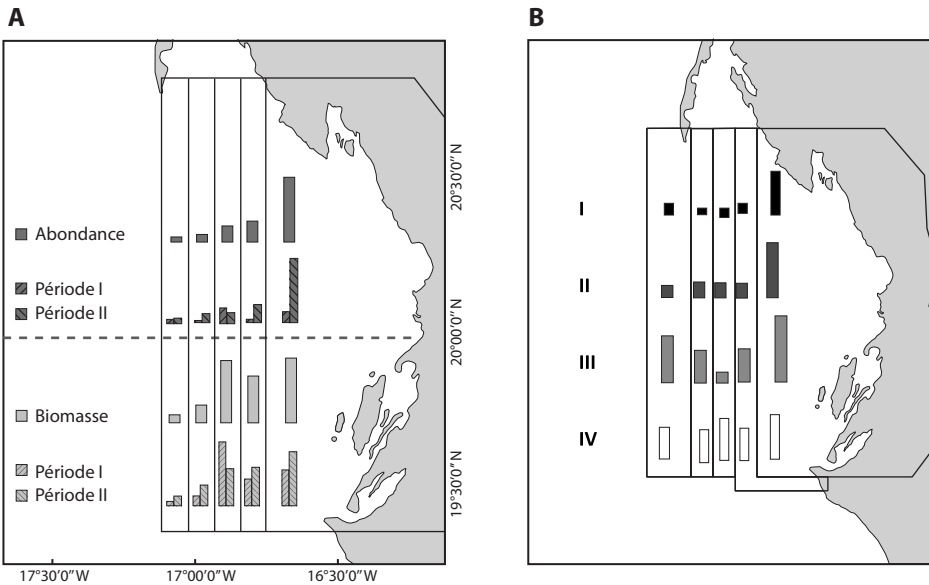 A
B
20°30'0" N
Abondance
Période I
Période II
20°00'0" N
Biomasse
Période I
Période II
19°30'0" N
17°30'0"W
17°00'0"W
16°30'0"W
I
II
III
IV